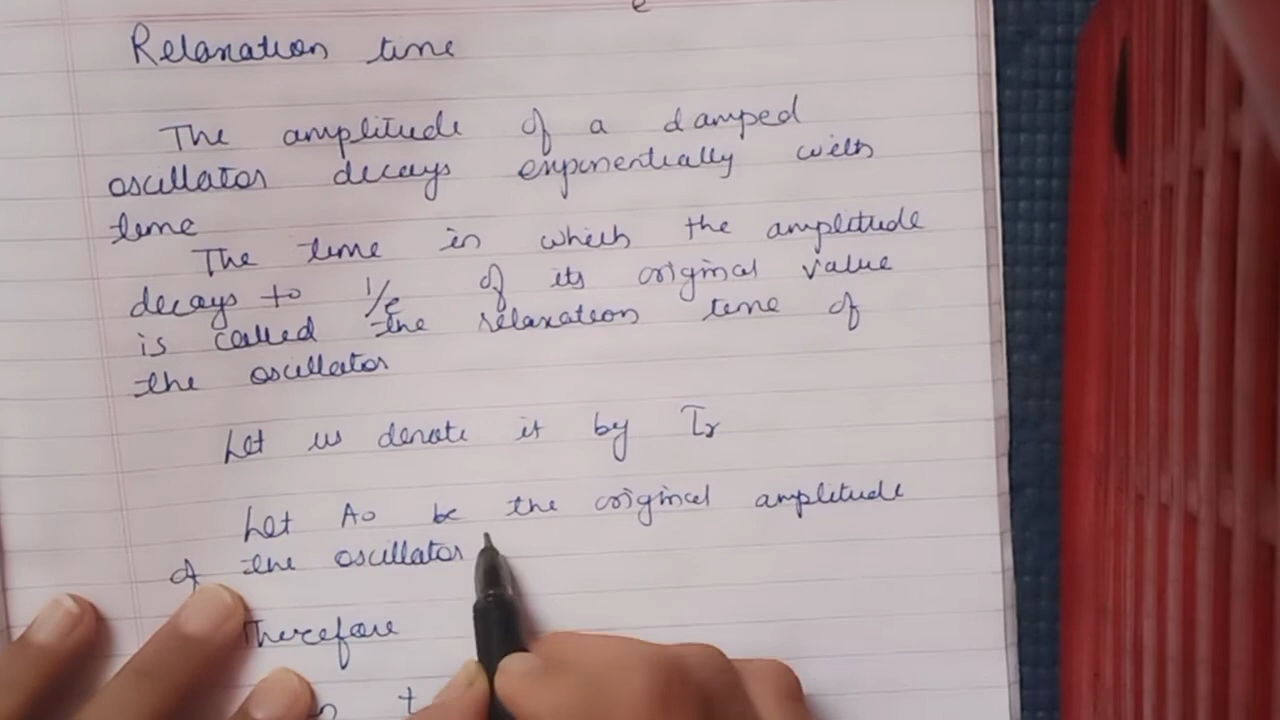 e
Relaxation time
The amplitude of a damped
oscillator decays exponentially with
time
The time in which the amplitude
decays to 1/e of its original value
is called the relaxation time of
the oscillator
Let us denote it by τr
Let A0 be the original amplitude
of the oscillator
Therefore
t